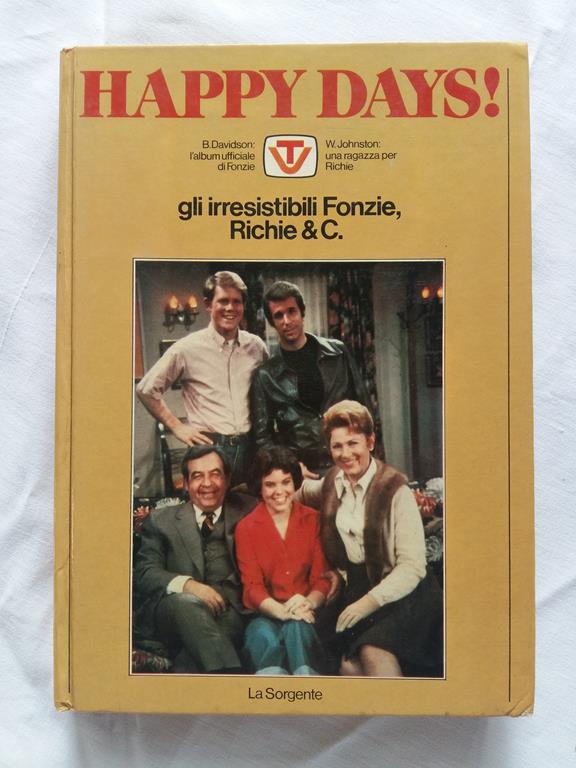 HAPPY DAYS!
B.Davidson:
l'album ufficiale
di Fonzie
TV
W.Johnston:
una ragazza per
Richie
gli irresistibili Fonzie,
Richie & C.
La Sorgente